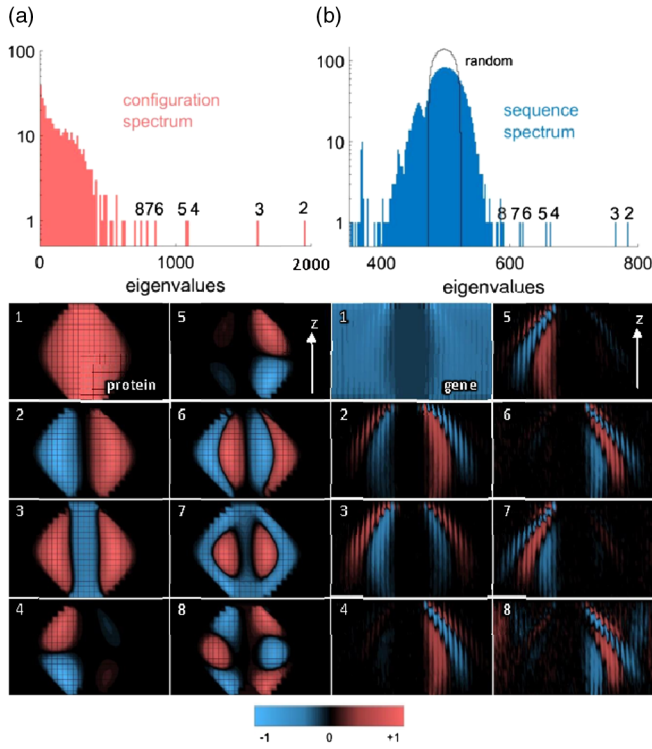 (a)
(b)
100
10
1
configuration
spectrum
8 7 6 5 4 3 2
0 1000 2000
eigenvalues
100
10
1
random
sequence
spectrum
8 7 6 5 4 3 2
400 600 800
eigenvalues
1
protein
5
z
1
gene
5
z
2
6
2
6
3
7
3
7
4
8
4
8
-1 0 +1